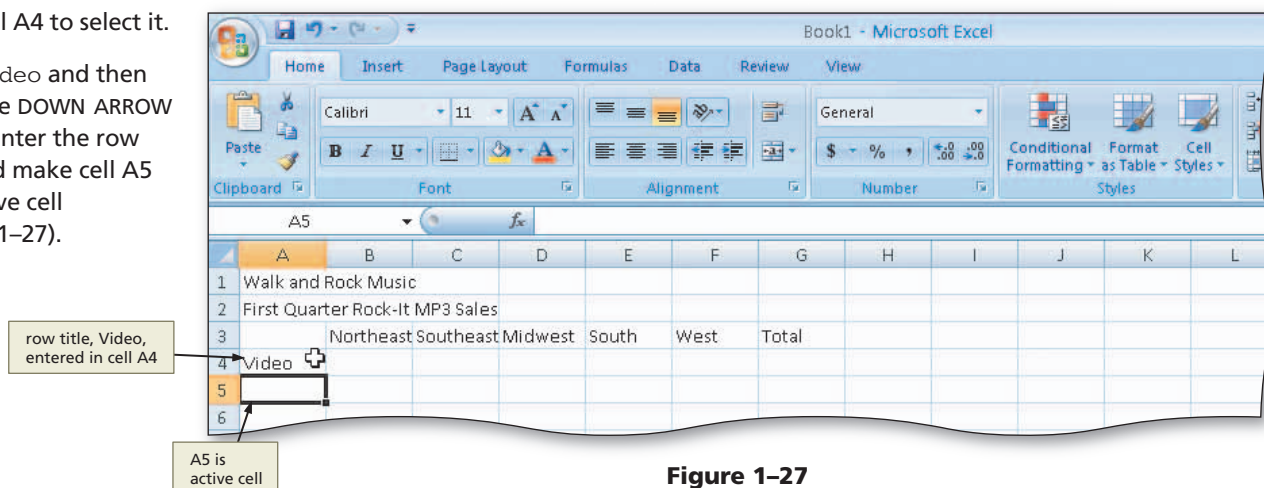 l A4 to select it.
deo and then
e DOWN ARROW
nter the row
d make cell A5
ve cell
1–27).
Book1 - Microsoft Excel
Home Insert Page Layout Formulas Data Review View
Calibri 11 A A General
Paste B I U A $ % , .0 .00 .00 .0 Conditional Formatting Format as Table Cell Styles
Clipboard Font Alignment Number Styles
A5 fx
A B C D E F G H I J K L
1 Walk and Rock Music
2 First Quarter Rock-It MP3 Sales
3 Northeast Southeast Midwest South West Total
row title, Video,
entered in cell A4
4 Video
5
6
A5 is
active cell
Figure 1–27